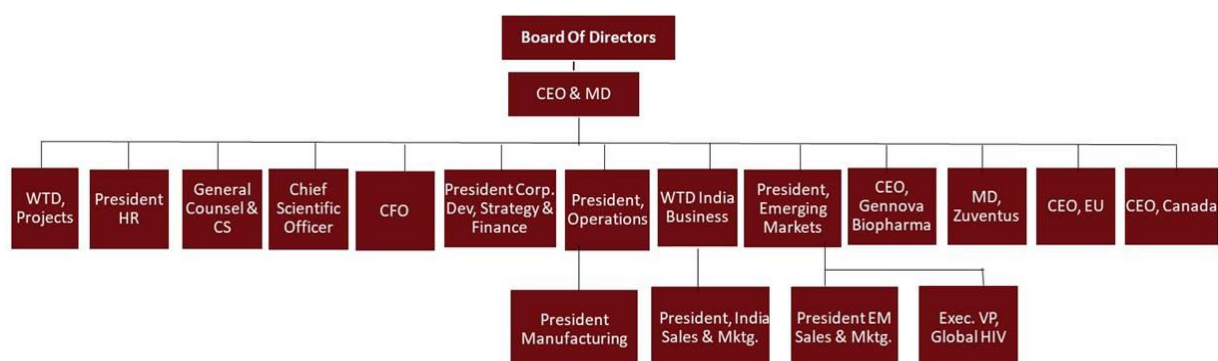 Board Of Directors
CEO & MD
WTD,
Projects
President
HR
General
Counsel &
CS
Chief
Scientific
Officer
CFO
President Corp.
Dev, Strategy &
Finance
President,
Operations
WTD India
Business
President,
Emerging
Markets
CEO,
Gennova
Biopharma
MD,
Zuventus
CEO, EU
CEO, Canada
President
Manufacturing
President, India
Sales & Mktg.
President EM
Sales & Mktg.
Exec. VP,
Global HIV